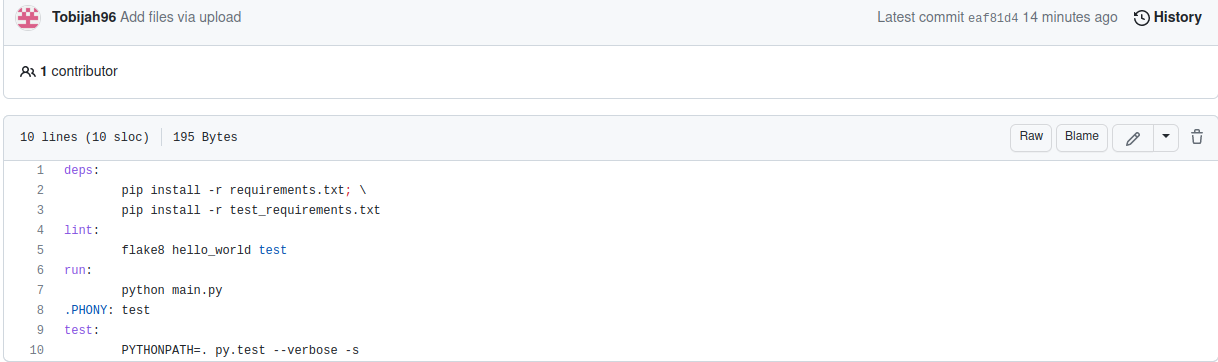 Tobijah96 Add files via upload Latest commit eaf81d4 14 minutes ago History
1 contributor
10 lines (10 sloc) 195 Bytes Raw Blame
1 deps:
2 pip install -r requirements.txt; \
3 pip install -r test_requirements.txt
4 lint:
5 flake8 hello_world test
6 run:
7 python main.py
8 .PHONY: test
9 test:
10 PYTHONPATH=. py.test --verbose -s